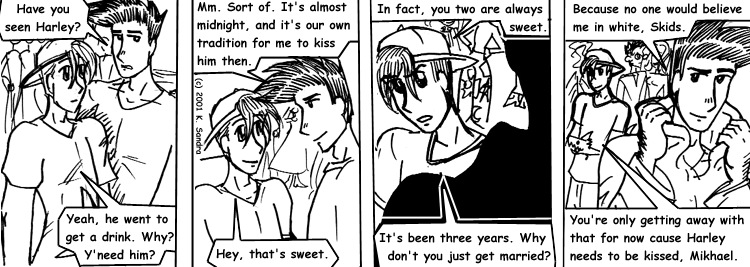 Have you
seen Harley?
Yeah, he went to
get a drink. Why?
Y'need him?
Mm. Sort of. It's almost
midnight, and it's our own
tradition for me to kiss
him then.
(c) 2001 K. Sandra
Hey, that's sweet.
In fact, you two are always
sweet.
It's been three years. Why
don't you just get married?
Because no one would believe
me in white, Skids.
You're only getting away with
that for now cause Harley
needs to be kissed, Mikhael.